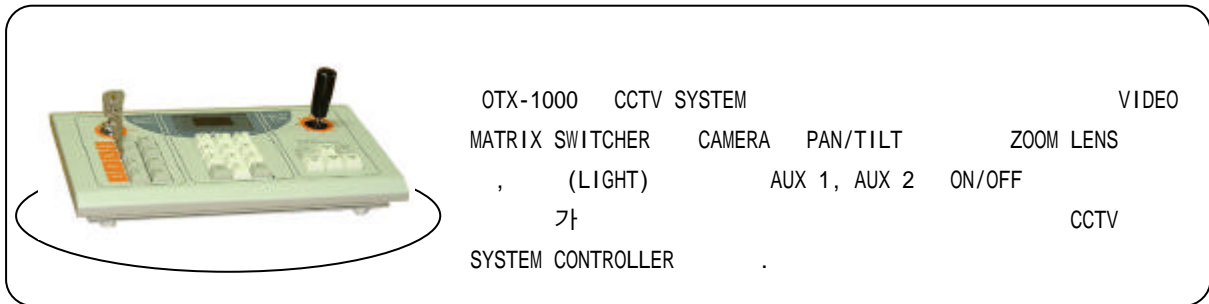 OTX-1000 CCTV SYSTEM VIDEO
MATRIX SWITCHER CAMERA PAN/TILT ZOOM LENS
, (LIGHT) AUX 1, AUX 2 ON/OFF
가 CCTV
SYSTEM CONTROLLER .